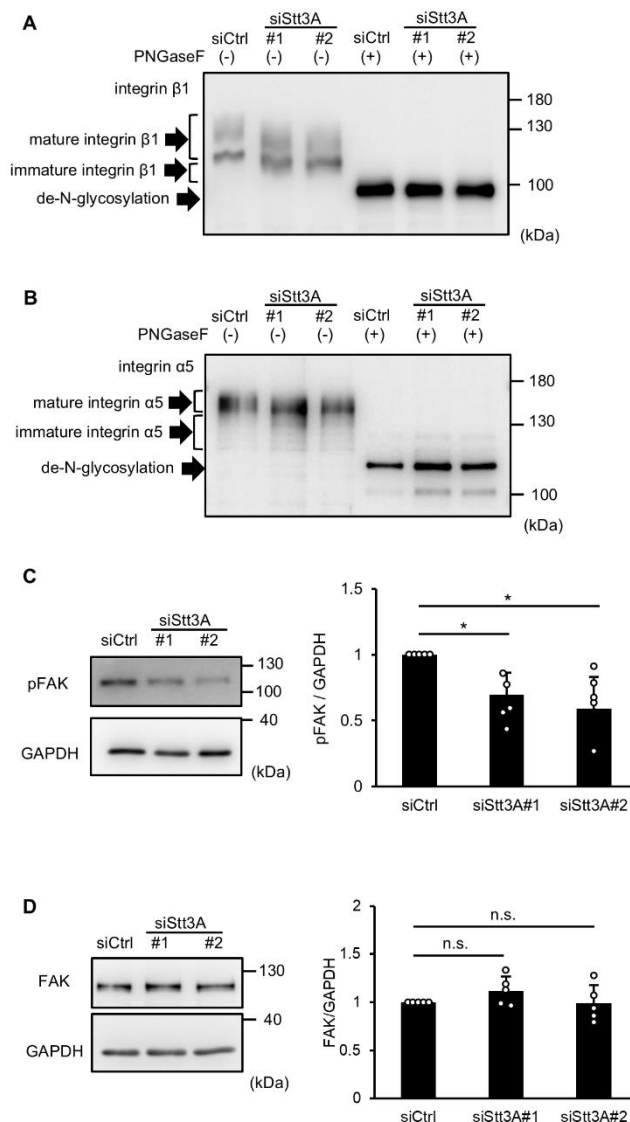 A
siStt3A
siCtrl #1 #2 siCtrl #1 #2
siStt3A
PNGaseF (-) (-) (-) (+) (+) (+)
integrin β1
180
mature integrin β1
130
immature integrin β1
100
de-N-glycosylation
(kDa)
B
siStt3A
siCtrl #1 #2 siCtrl #1 #2
siStt3A
PNGaseF (-) (-) (-) (+) (+) (+)
integrin α5
180
mature integrin α5
130
immature integrin α5
de-N-glycosylation
100
(kDa)
C
siStt3A
siCtrl #1 #2
pFAK
130
100
40
GAPDH
(kDa)
pFAK / GAPDH
1.5
1
0.5
0
*
*
siCtrl siStt3A#1 siStt3A#2
D
siStt3A
siCtrl #1 #2
FAK
130
40
GAPDH
(kDa)
FAK/GAPDH
2
1.5
1
0.5
0
n.s.
n.s.
siCtrl siStt3A#1 siStt3A#2